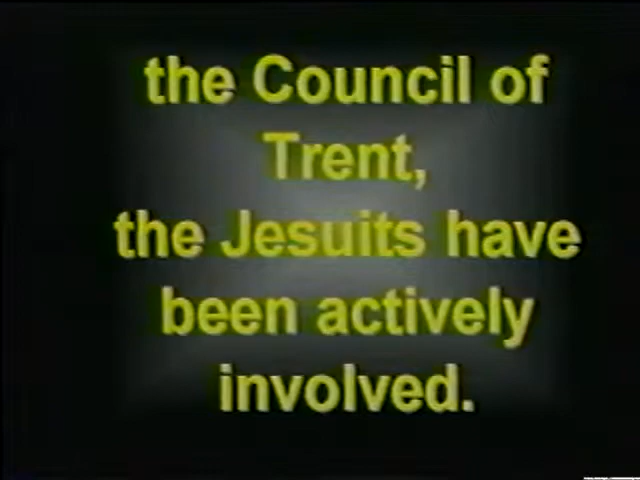 the Council of
Trent,
the Jesuits have
been actively
involved.